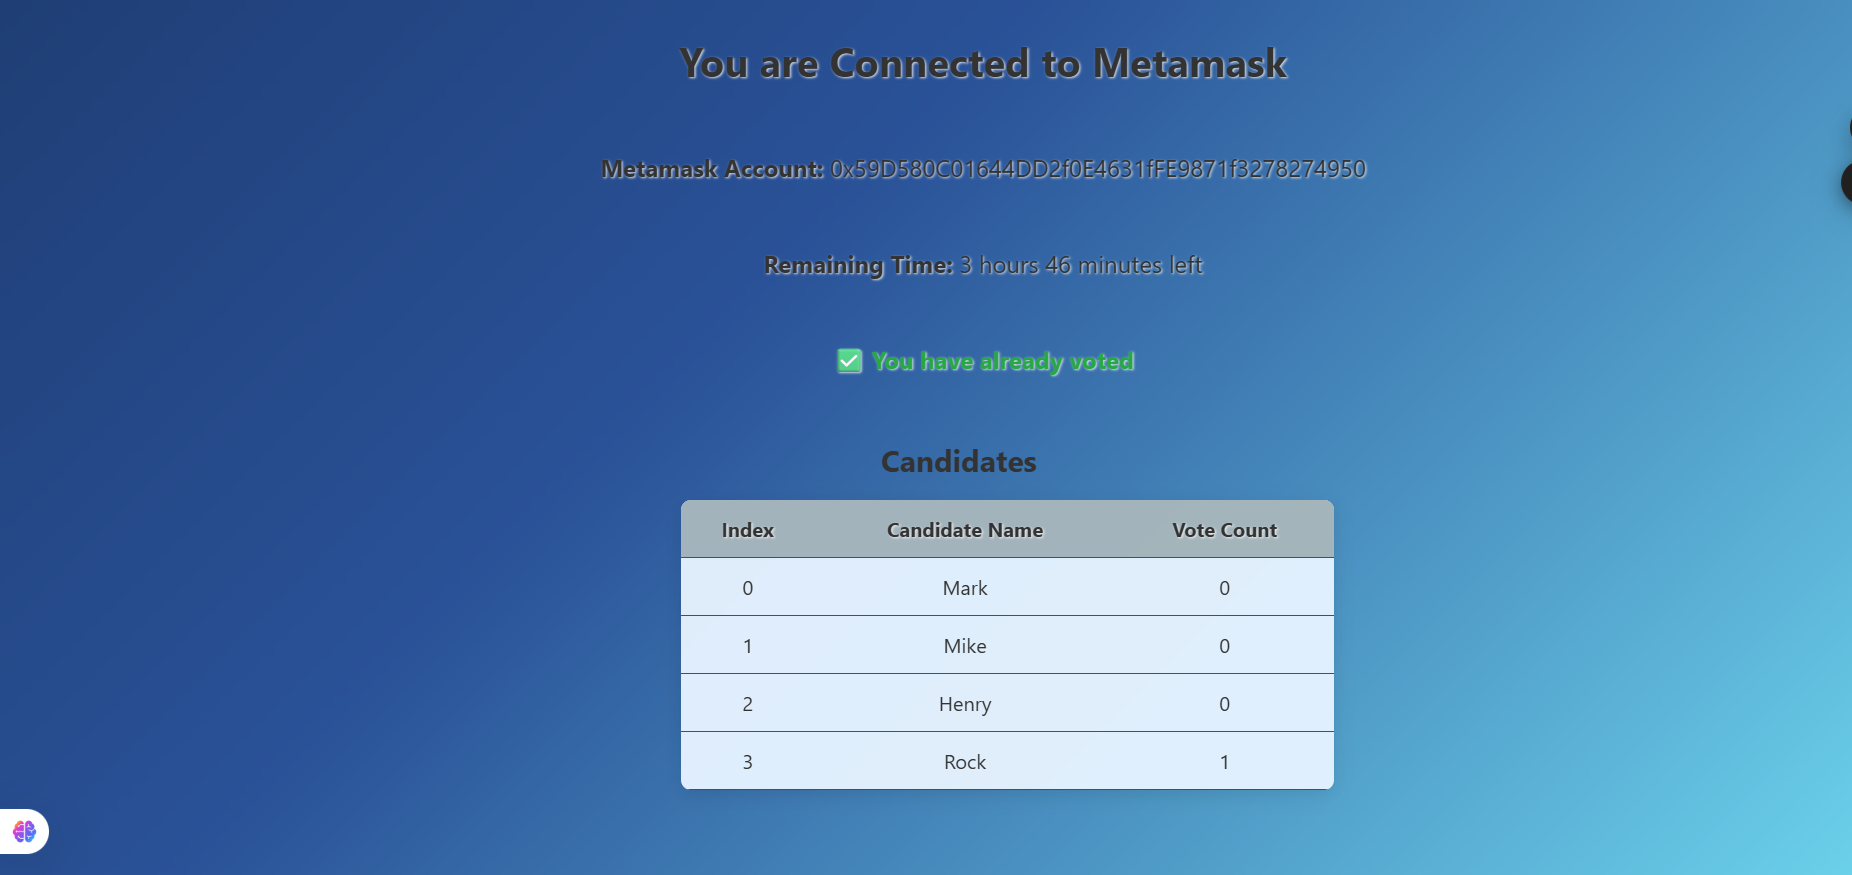 You are Connected to Metamask
Metamask Account: 0x59D580C01644DD2f0E4631fFE9871f3278274950
Remaining Time: 3 hours 46 minutes left
✅ You have already voted
Candidates
Index Candidate Name Vote Count
0 Mark 0
1 Mike 0
2 Henry 0
3 Rock 1